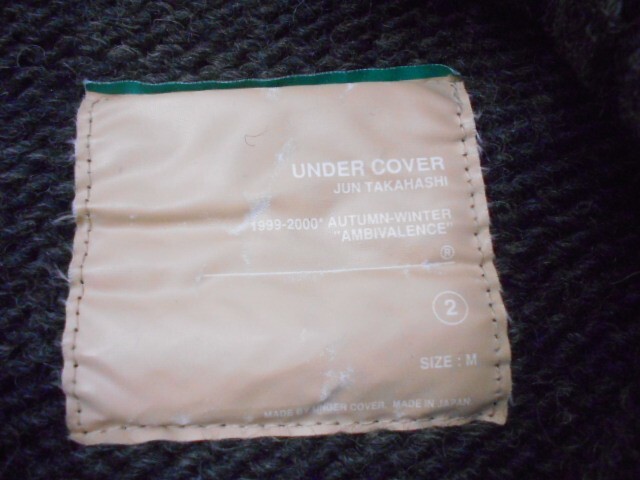 UNDER COVER
JUN TAKAHASHI
1999-2000' AUTUMN-WINTER
"AMBIVALENCE"
®
2
SIZE : M
MADE BY UNDER COVER. MADE IN JAPAN